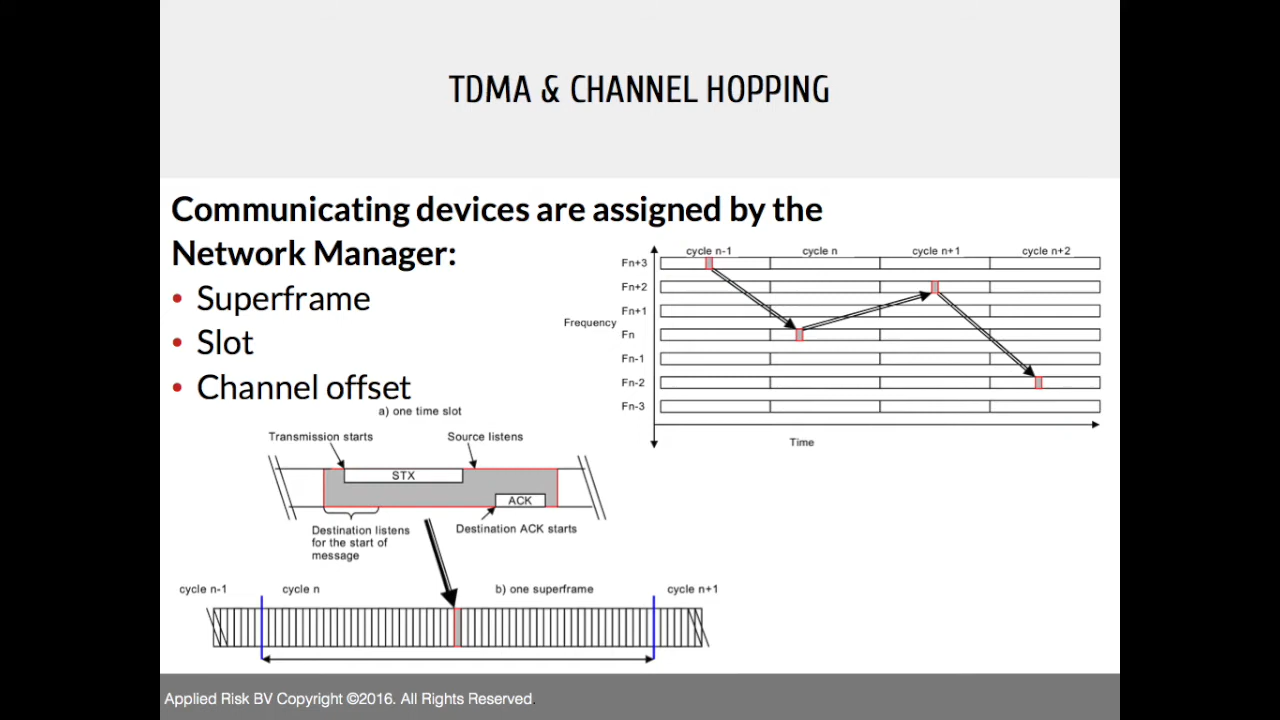 TDMA & CHANNEL HOPPING
Communicating devices are assigned by the
Network Manager:
• Superframe
• Slot
• Channel offset
cycle n-1 cycle n cycle n+1 cycle n+2
Fn+3
Fn+2
Fn+1
Frequency Fn
Fn-1
Fn-2
Fn-3
Time
a) one time slot
Transmission starts Source listens
STX
ACK
Destination listens
for the start of
message
Destination ACK starts
cycle n-1 cycle n b) one superframe cycle n+1
Applied Risk BV Copyright ©2016. All Rights Reserved.